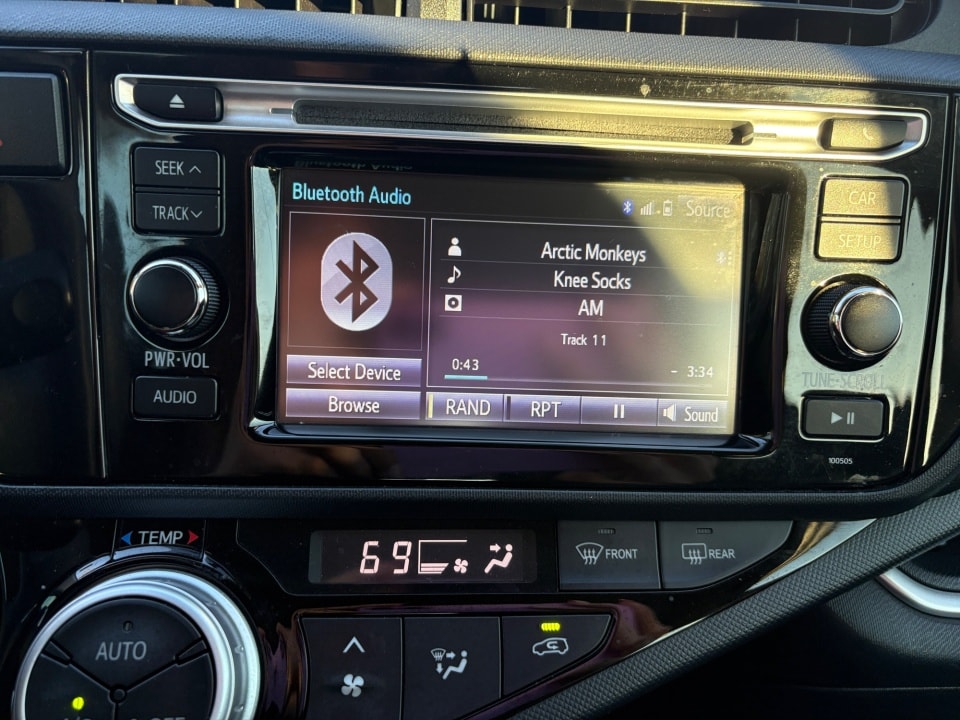 SEEK
TRACK
PWR•VOL
AUDIO
Bluetooth Audio
Source
Arctic Monkeys
Knee Socks
AM
Track 11
0:43
- 3:34
Select Device
Browse
RAND
RPT
Sound
CAR
SETUP
TUNE•SCROLL
100505
TEMP
69
FRONT
REAR
AUTO